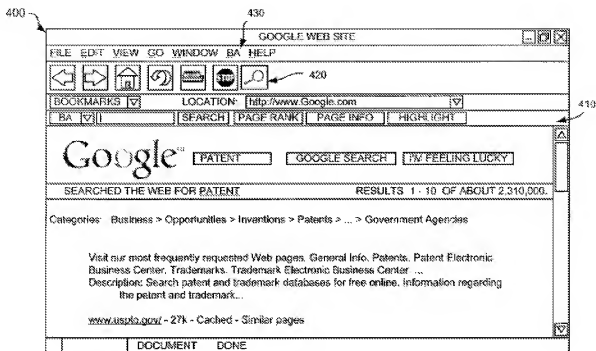 400
430
GOOGLE WEB SITE
FILE EDIT VIEW GO WINDOW BA HELP
STOP
420
BOOKMARKS LOCATION: http://www.Google.com
410
BA SEARCH PAGE RANK PAGE INFO HIGHLIGHT
Google™ PATENT GOOGLE SEARCH I'M FEELING LUCKY
SEARCHED THE WEB FOR PATENT RESULTS 1 - 10 OF ABOUT 2,310,000.
Categories: Business > Opportunities > Inventions > Patents > ... > Government Agencies
Visit our most frequently requested Web pages. General Info. Patents. Patent Electronic
Business Center. Trademarks. Trademark Electronic Business Center ...
Description: Search patent and trademark databases for free online. Information regarding
the patent and trademark...
www.uspto.gov/ - 27k - Cached - Similar pages
DOCUMENT DONE